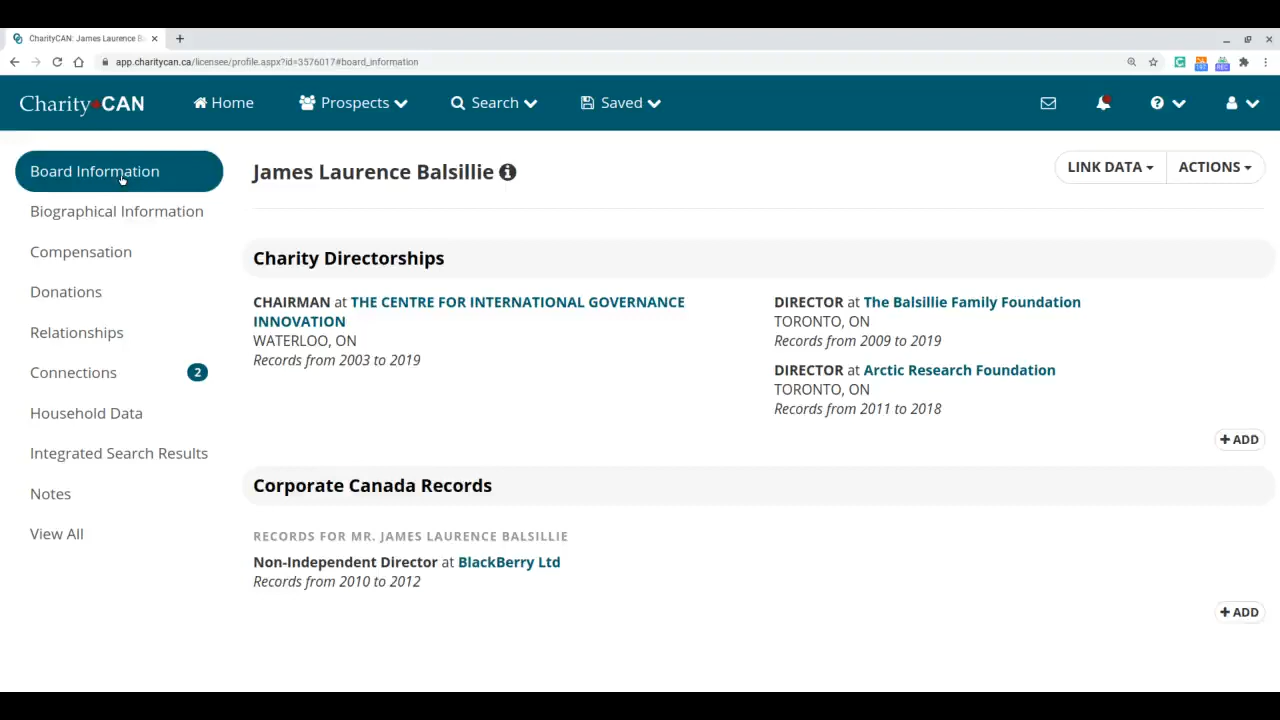 CharityCAN: James Laurence Ba
app.charitycan.ca/licensee/profile.aspx?id=3576017#board_information
Charity CAN
Home
Prospects
Search
Saved
Board Information
Biographical Information
Compensation
Donations
Relationships
Connections 2
Household Data
Integrated Search Results
Notes
View All
James Laurence Balsillie
LINK DATA
ACTIONS
Charity Directorships
CHAIRMAN at THE CENTRE FOR INTERNATIONAL GOVERNANCE
INNOVATION
WATERLOO, ON
Records from 2003 to 2019
DIRECTOR at The Balsillie Family Foundation
TORONTO, ON
Records from 2009 to 2019
DIRECTOR at Arctic Research Foundation
TORONTO, ON
Records from 2011 to 2018
+ ADD
Corporate Canada Records
RECORDS FOR MR. JAMES LAURENCE BALSILLIE
Non-Independent Director at BlackBerry Ltd
Records from 2010 to 2012
+ ADD